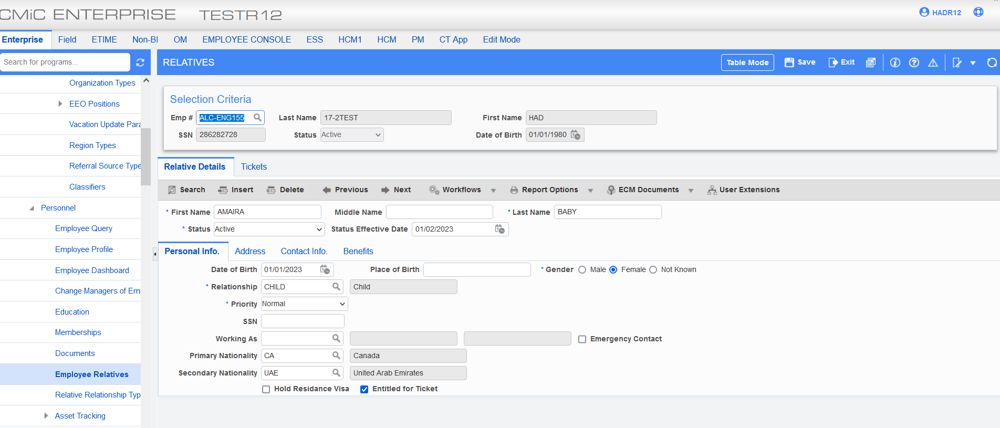 CMiC ENTERPRISE TESTR12
HADR12
Enterprise Field ETIME Non-BI OM EMPLOYEE CONSOLE ESS HCM1 HCM PM CT App Edit Mode
Search for programs...
RELATIVES Table Mode Save Exit
Organization Types
EEO Positions
Vacation Update Para
Region Types
Referral Source Type
Classifiers
Personnel
Employee Query
Employee Profile
Employee Dashboard
Change Managers of Em
Education
Memberships
Documents
Employee Relatives
Relative Relationship Typ
Asset Tracking
Selection Criteria
Emp # ALC-ENG155 Last Name 17-2TEST First Name HAD
SSN 286282728 Status Active Date of Birth 01/01/1980
Relative Details Tickets
Search Insert Delete Previous Next Workflows Report Options ECM Documents User Extensions
* First Name AMAIRA Middle Name * Last Name BABY
* Status Active Status Effective Date 01/02/2023
Personal Info. Address Contact Info. Benefits
Date of Birth 01/01/2023 Place of Birth * Gender Male Female Not Known
* Relationship CHILD Child
* Priority Normal
SSN
Working As Emergency Contact
Primary Nationality CA Canada
Secondary Nationality UAE United Arab Emirates
Hold Residance Visa Entitled for Ticket